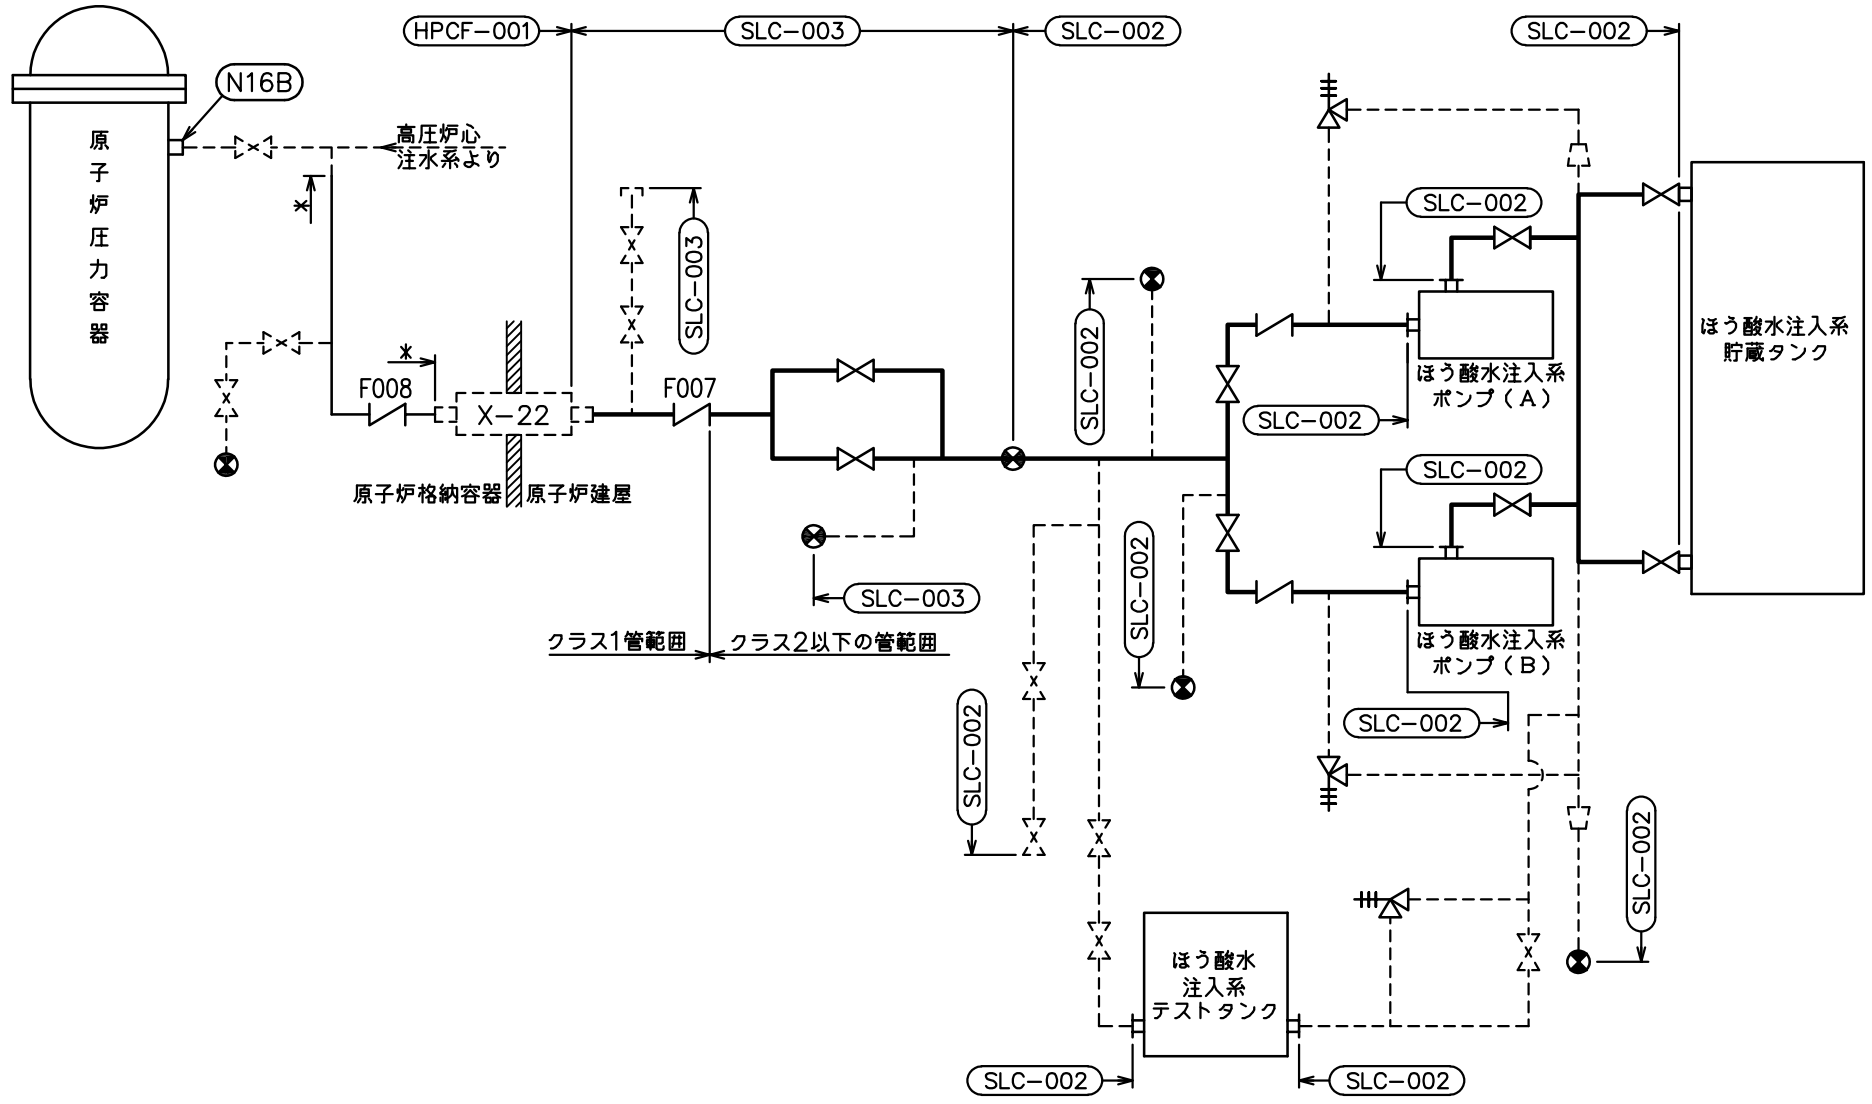 HPCF-001
SLC-003
SLC-002
SLC-002
N16B
原子炉圧力容器
高圧炉心
注水系より
*
SLC-003
SLC-002
SLC-002
*
F008
F007
X-22
SLC-002
ほう酸水注入系
貯蔵タンク
ほう酸水注入系
ポンプ(A)
SLC-002
原子炉格納容器
原子炉建屋
SLC-002
SLC-003
SLC-002
クラス1管範囲
クラス2以下の管範囲
ほう酸水注入系
ポンプ(B)
SLC-002
SLC-002
SLC-002
ほう酸水
注入系
テストタンク
SLC-002
SLC-002